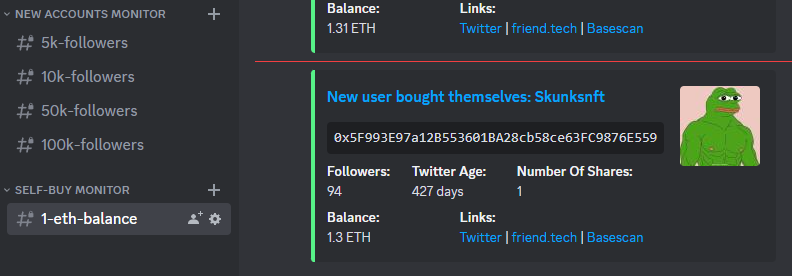 NEW ACCOUNTS MONITOR
5k-followers
10k-followers
50k-followers
100k-followers
SELF-BUY MONITOR
1-eth-balance
Balance: Links:
1.31 ETH Twitter | friend.tech | Basescan
New user bought themselves: Skunksnft
0x5F993E97a12B553601BA28cb58ce63FC9876E559
Followers: Twitter Age: Number Of Shares:
94 427 days 1
Balance: Links:
1.3 ETH Twitter | friend.tech | Basescan